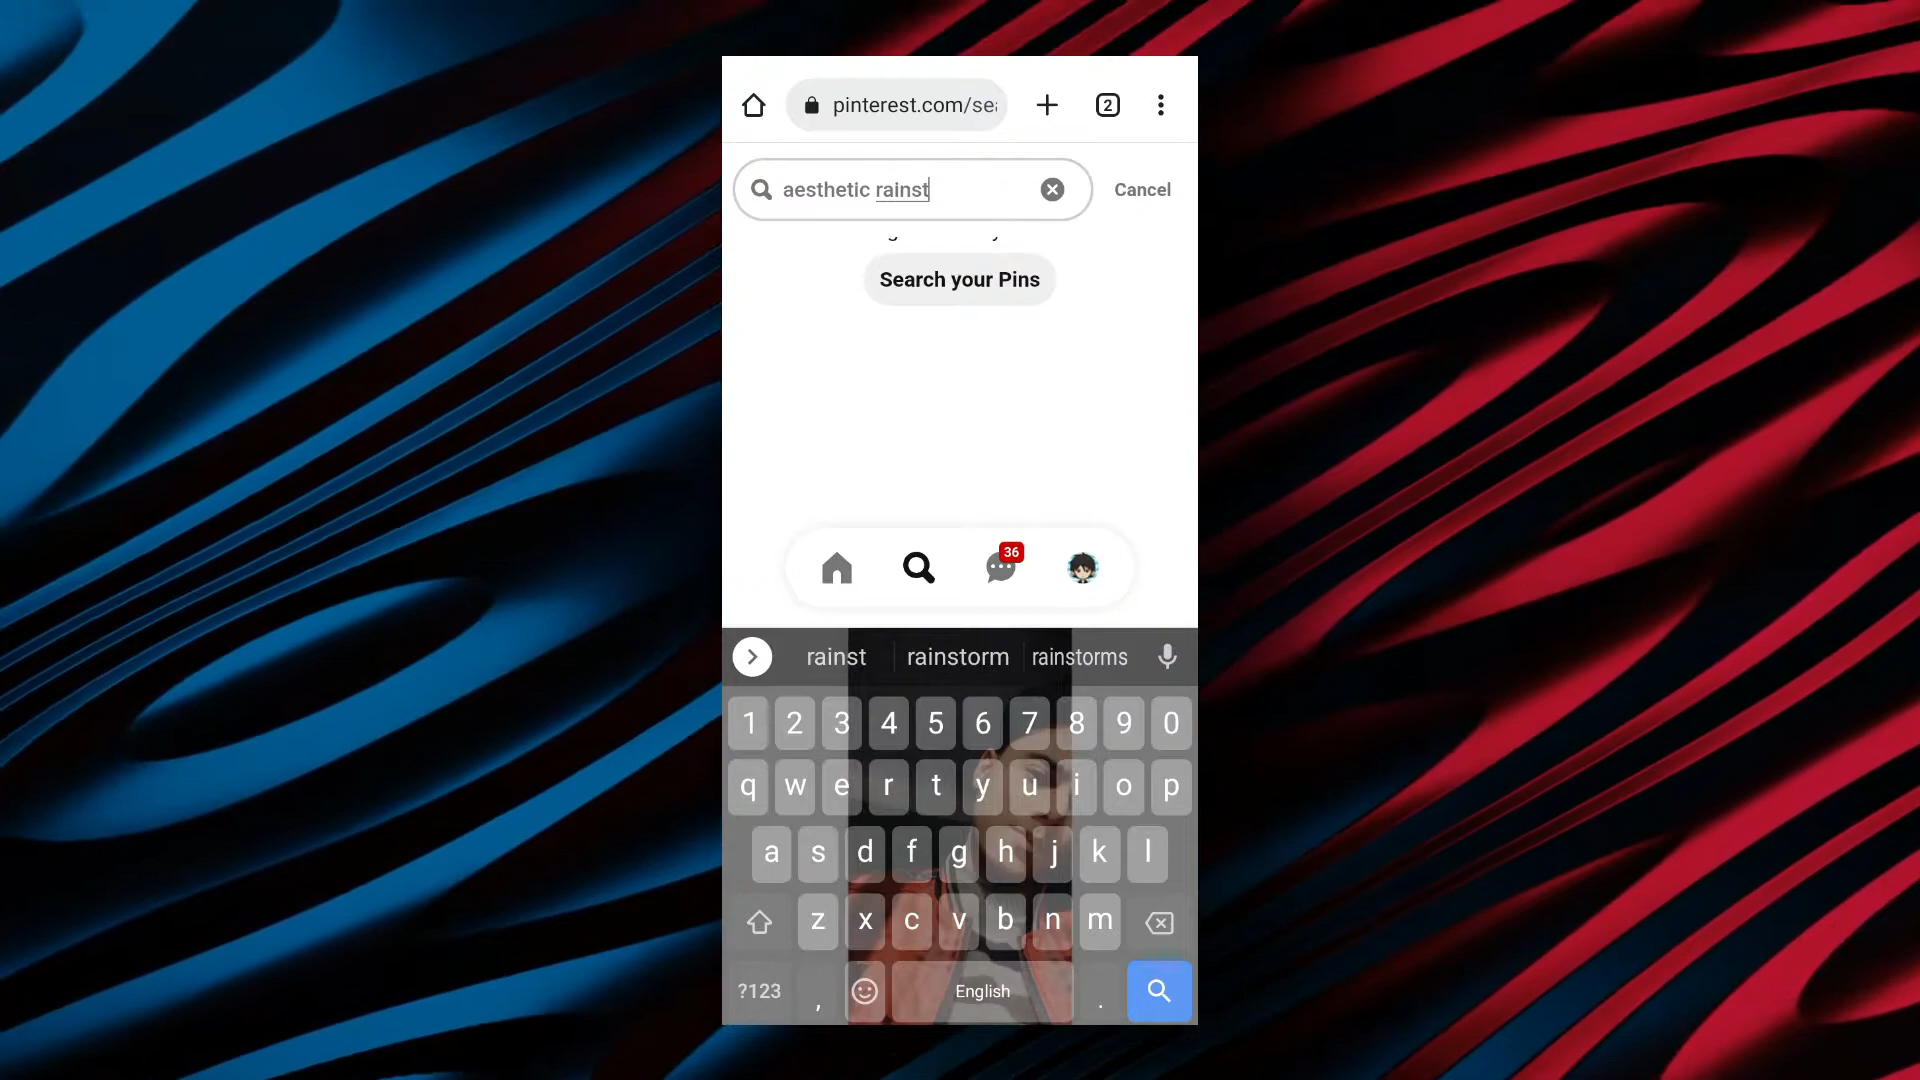 pinterest.com/sea
2
aesthetic rainst
Cancel
Search your Pins
36
rainst rainstorm rainstorms
1 2 3 4 5 6 7 8 9 0
q w e r t y u i o p
a s d f g h j k l
z x c v b n m
?123 , English .